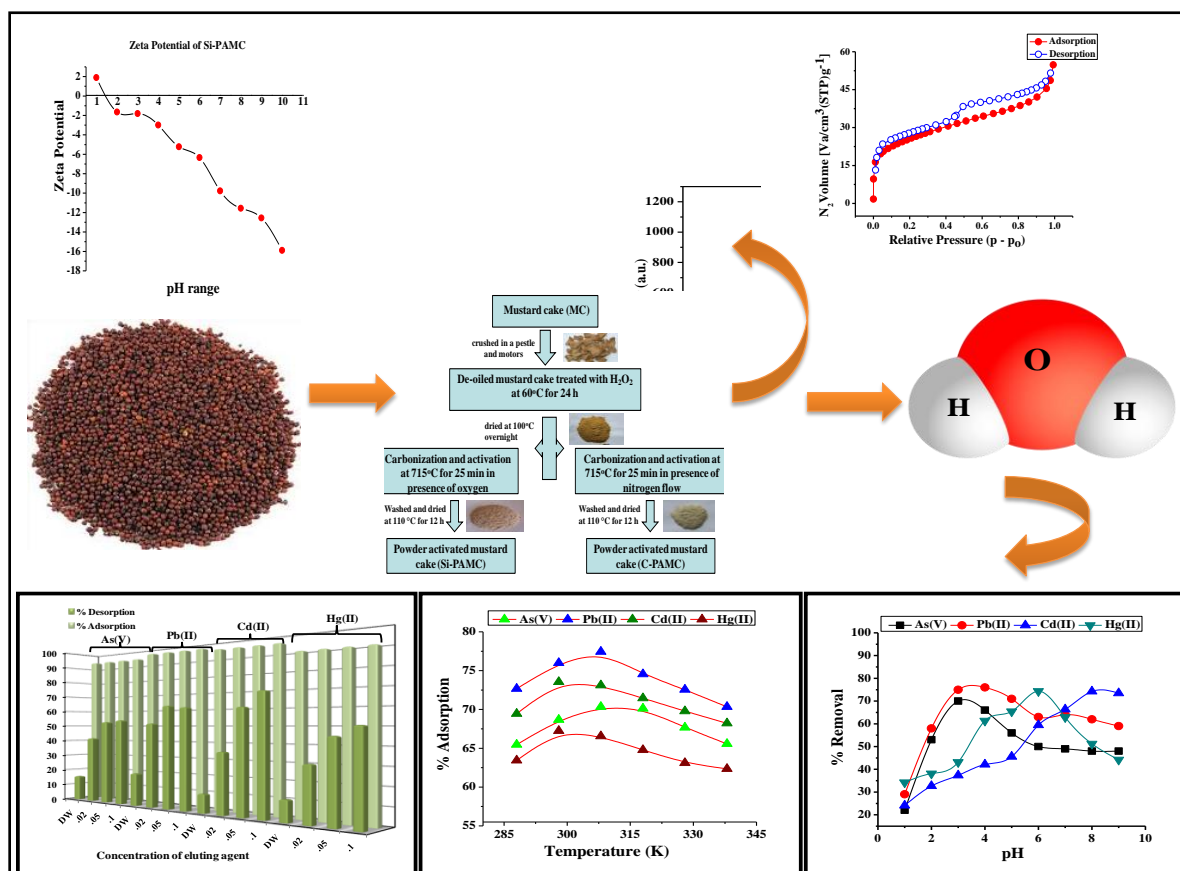 Zeta Potential of Si-PAMC
Zeta Potential
2
0
-2
-4
-6
-8
-10
-12
-14
-16
-18
1 2 3 4 5 6 7 8 9 10 11
pH range
Adsorption
Desorption
N2 Volume [Va/cm3(STP)g-1
60
45
30
15
0
0.0 0.2 0.4 0.6 0.8 1.0
Relative Pressure (p - po)
1200
1000
800
600
(a.u.)
Mustard cake (MC)
crushed in a pestle
and motors
De-oiled mustard cake treated with H2O2
at 60oC for 24 h
dried at 100oC
overnight
Carbonization and activation
at 715oC for 25 min in
presence of oxygen
Carbonization and activation at
715oC for 25 min in presence of
nitrogen flow
Washed and dried
at 110 °C for 12 h
Washed and dried
at 110 °C for 12 h
Powder activated mustard
cake (Si-PAMC)
Powder activated mustard
cake (C-PAMC)
O
H
H
% Desorption
% Adsorption
As(V)
Pb(II)
Cd(II)
Hg(II)
100
90
80
70
60
50
40
30
20
10
0
DW .02 .05 .1 DW .02 .05 .1 DW .02 .05 .1 DW .02 .05 .1
Concentration of eluting agent
As(V) Pb(II) Cd(II) Hg(II)
% Adsorption
80
75
70
65
60
55
285 300 315 330 345
Temperature (K)
As(V) Pb(II) Cd(II) Hg(II)
% Removal
100
90
80
70
60
50
40
30
20
0 2 4 6 8 10
pH